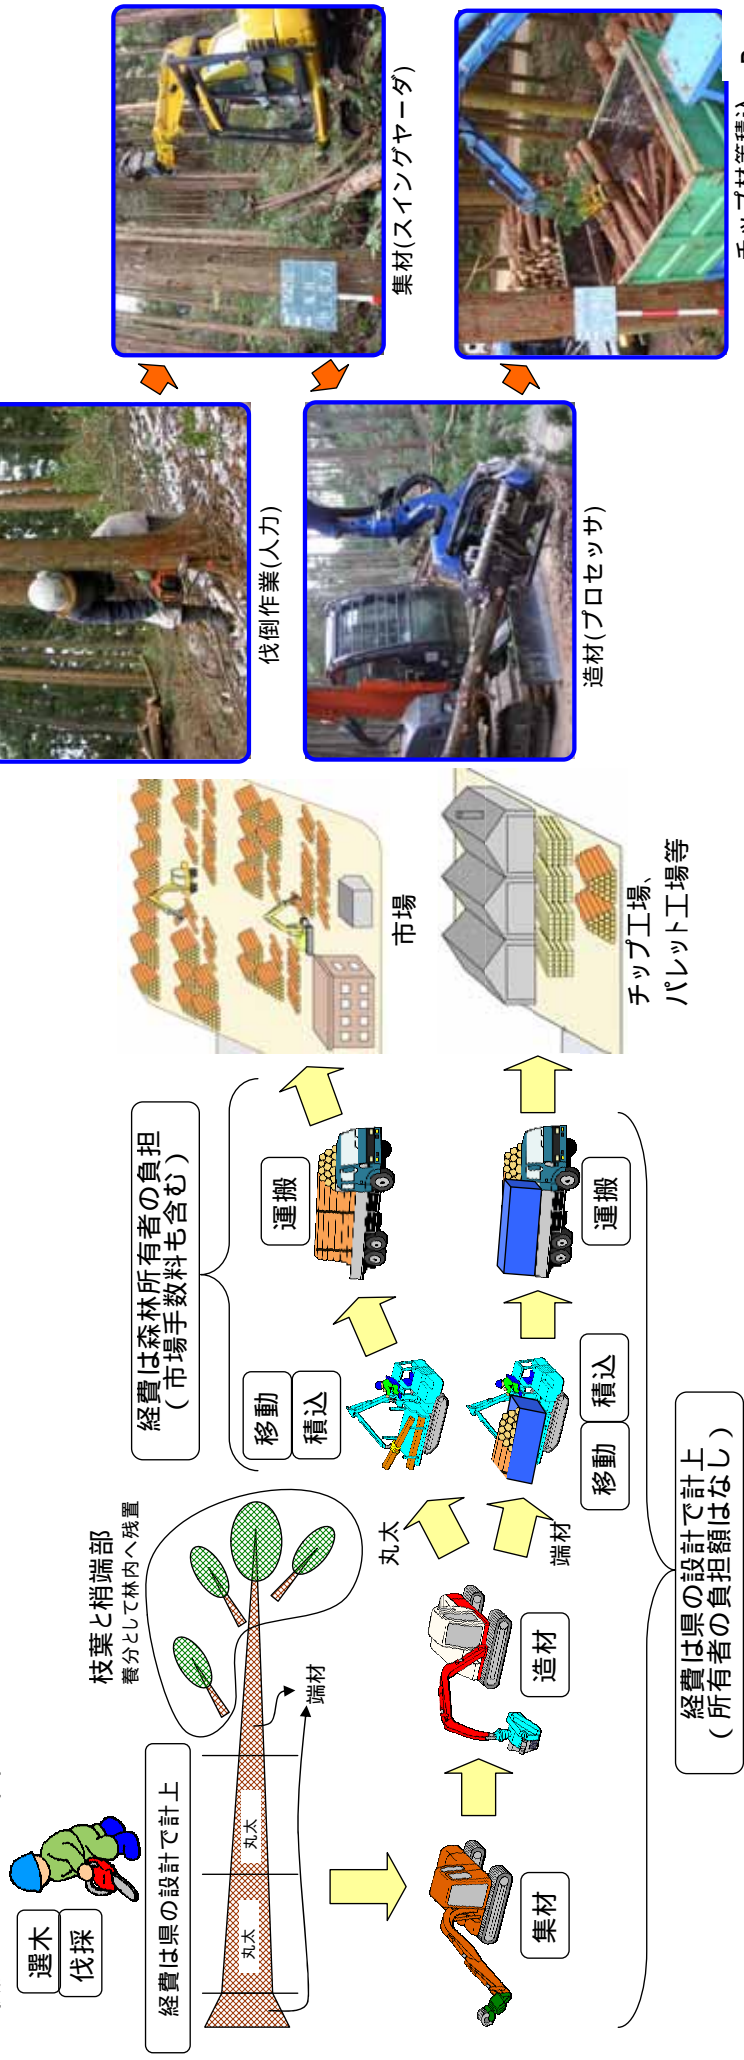 選木
伐採
経費は県の設計で計上
丸太
丸太
端材
枝葉と梢端部
養分として林内へ残置
集材
造材
丸太
端材
経費は森林所有者の負担
（市場手数料も含む）
移動
積込
運搬
市場
移動
積込
運搬
チップ工場、
パレット工場等
経費は県の設計で計上
（所有者の負担額はなし）
伐倒作業(人力)
集材(スイングヤーダ)
造材(プロセッサ)